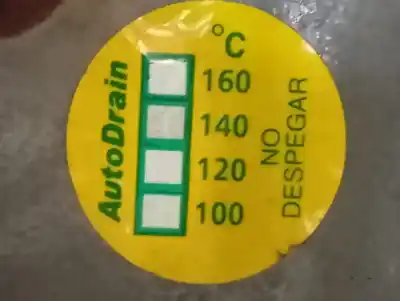 AutoDrain
°C
160
140
120
100
NO
DESPEGAR